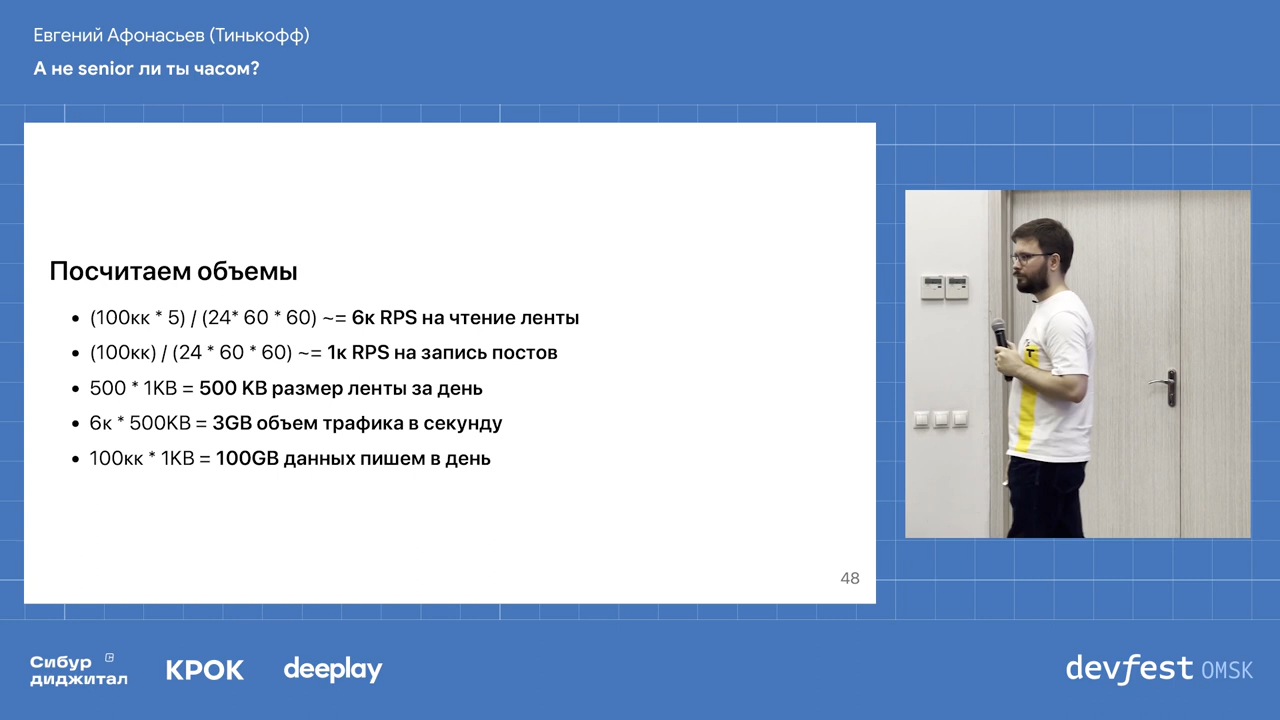 Евгений Афонасьев (Тинькофф)
А не senior ли ты часом?
Посчитаем объемы
• (100кк * 5) / (24* 60 * 60) ~= 6к RPS на чтение ленты
• (100кк) / (24 * 60 * 60) ~= 1к RPS на запись постов
• 500 * 1KB = 500 KB размер ленты за день
• 6к * 500KB = 3GB объем трафика в секунду
• 100кк * 1KB = 100GB данных пишем в день
48
Сибур
диджитал
КРОК
deeplay
devfest OMSK